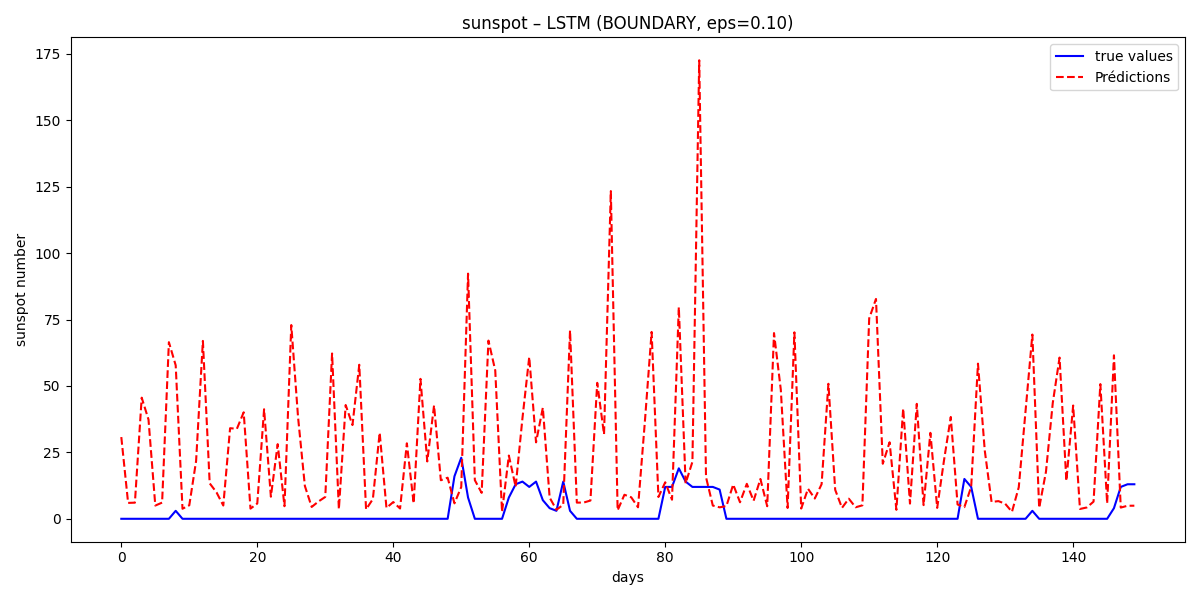 sunspot – LSTM (BOUNDARY, eps=0.10)
true values
Prédictions
sunspot number
175
150
125
100
75
50
25
0
0 20 40 60 80 100 120 140
days